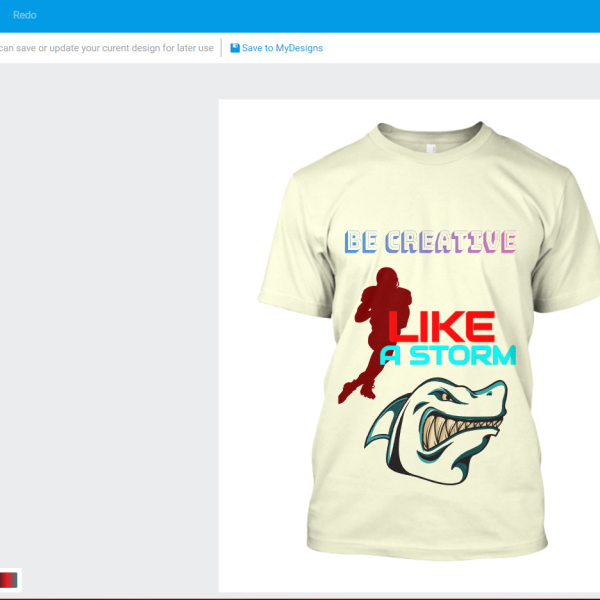 Redo
can save or update your curent design for later use
Save to MyDesigns
BE CREATIVE
LIKE
A STORM